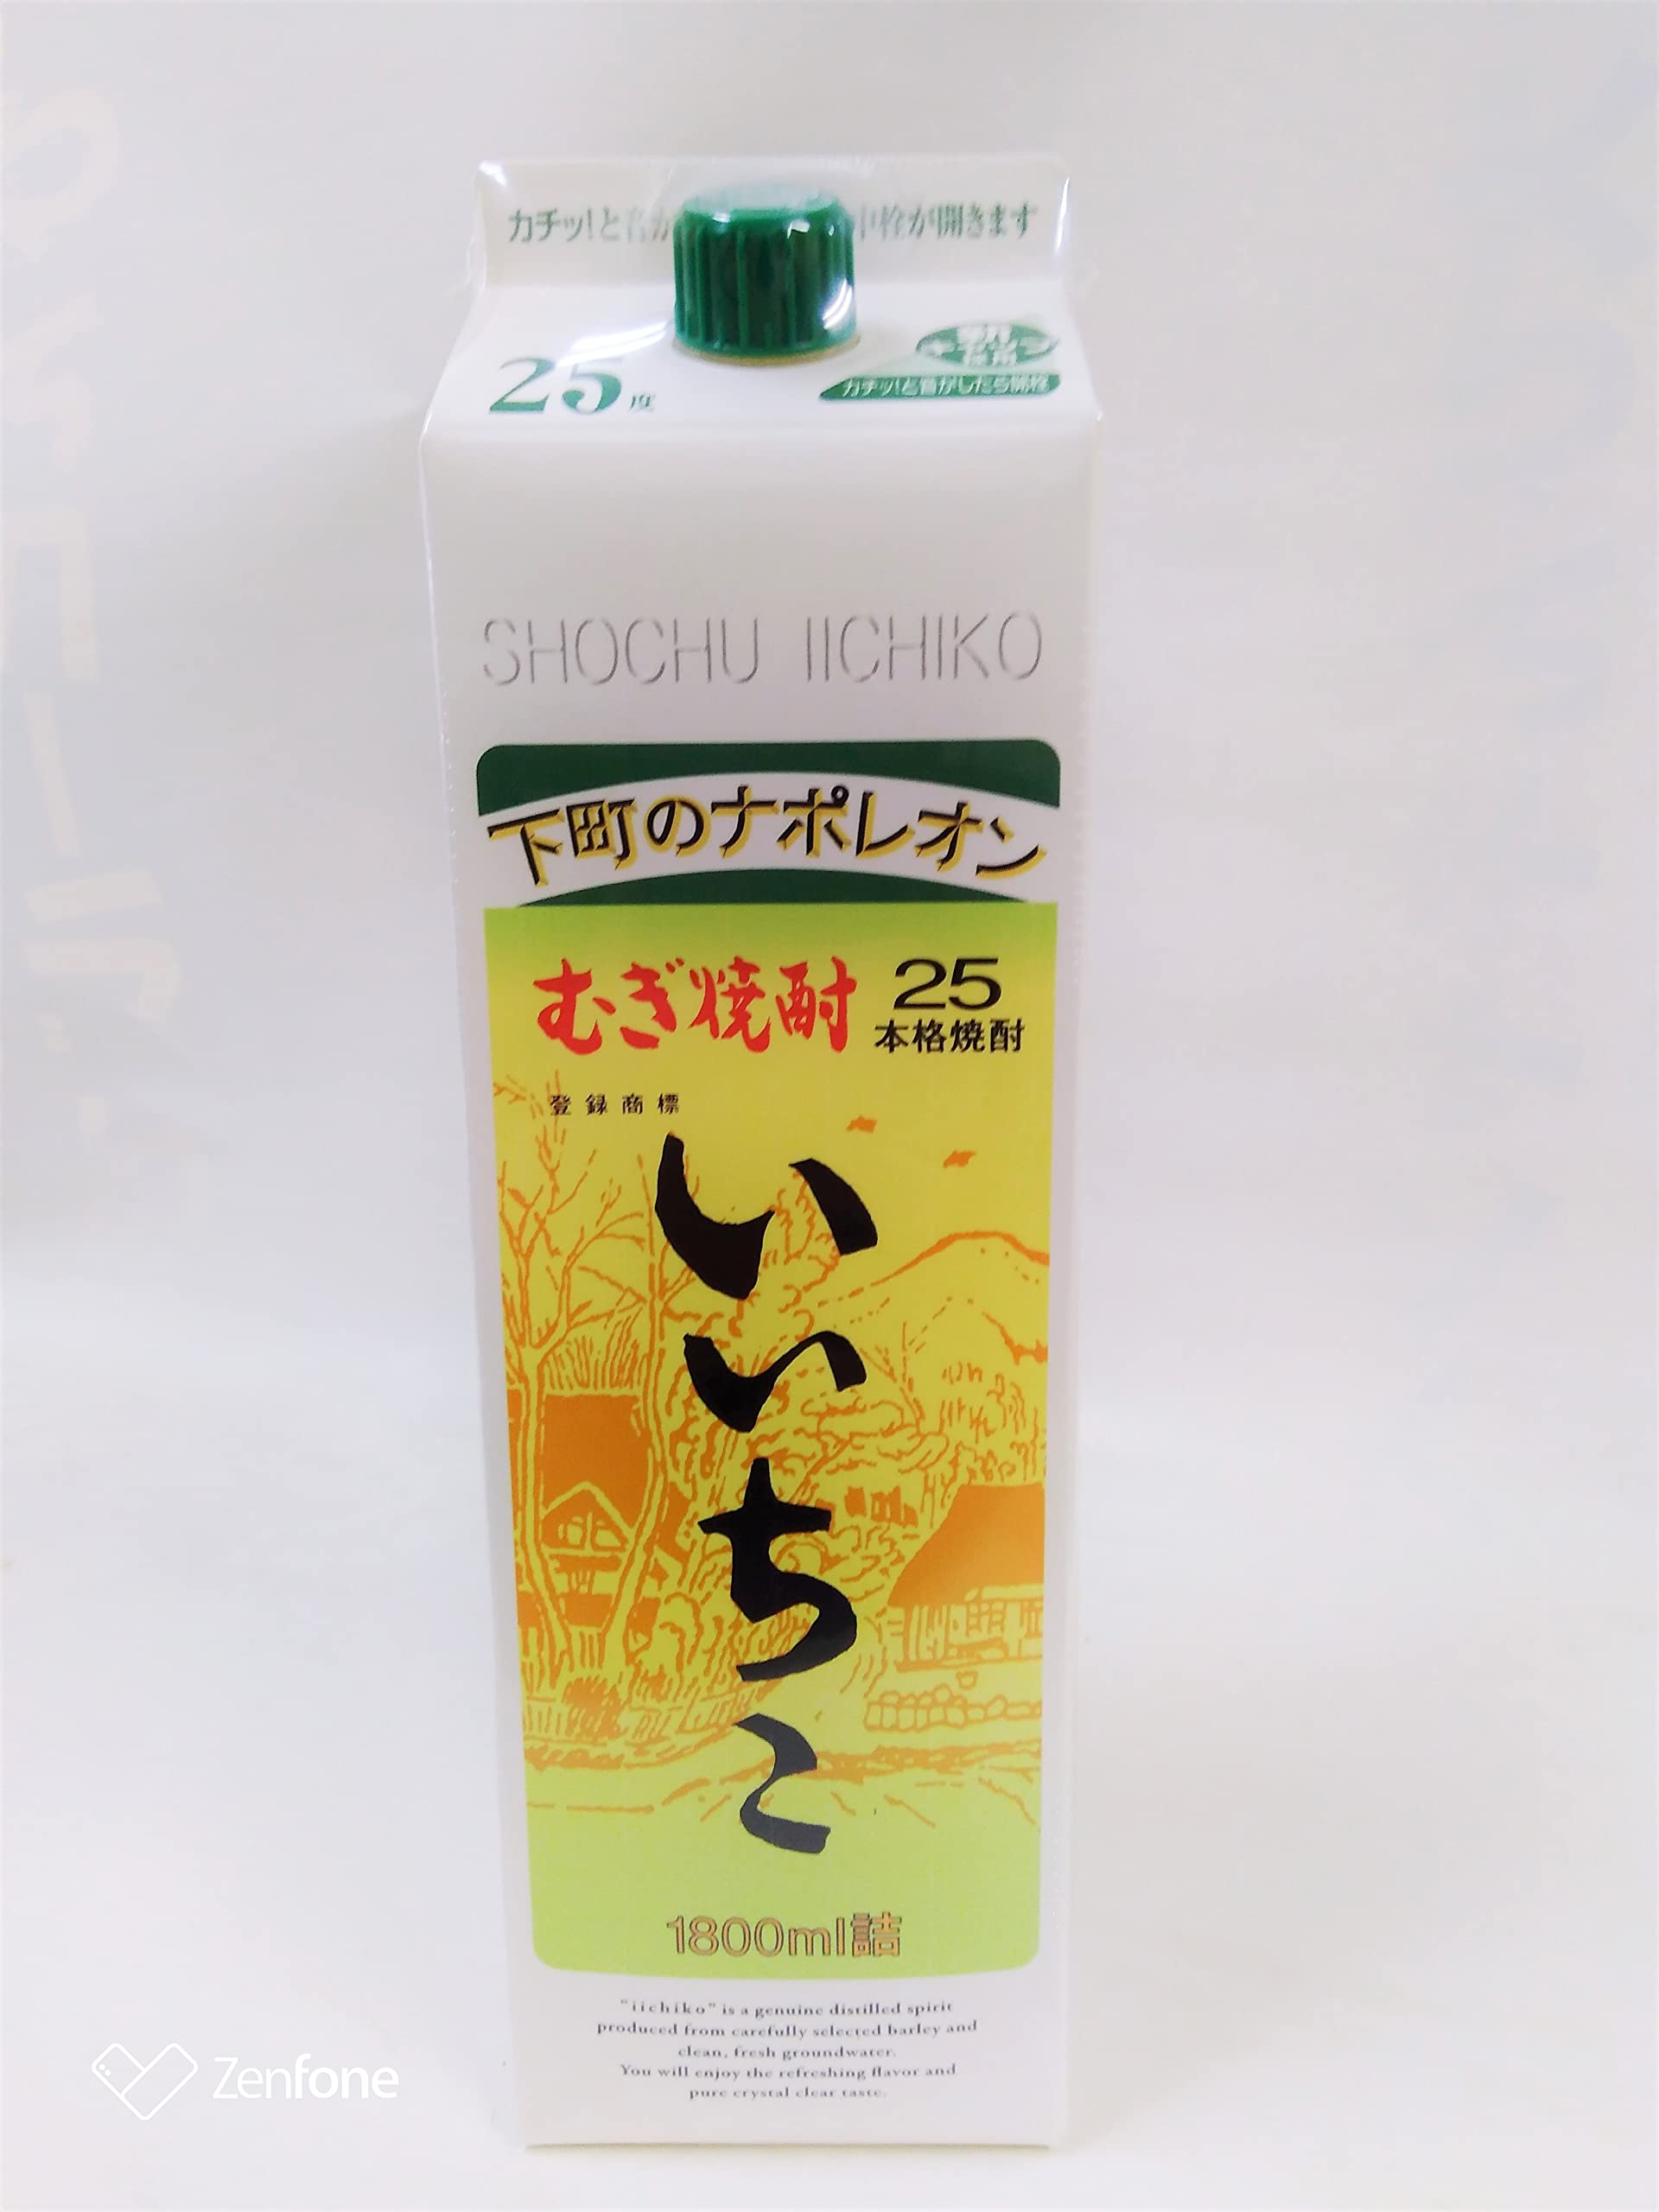 カチッ!と音が 中栓が開きます
25度
カチッ!と音がしたら開栓
SHOCHU IICHIKO
下町のナポレオン
むぎ焼酎
25
本格焼酎
登録商標
いいちこ
1800ml詰
"iichiko" is a genuine distilled spirit
produced from carefully selected barley and
clean, fresh groundwater.
You will enjoy the refreshing flavor and
pure crystal clear taste.
Zenfone